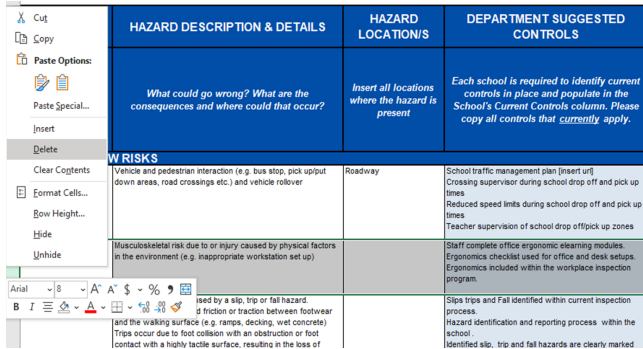 Cut
Copy
Paste Options:
Paste Special...
Insert
Delete
Clear Contents
Format Cells...
Row Height...
Hide
Unhide
Arial 8 A A $ % 9
B I A
HAZARD DESCRIPTION & DETAILS
HAZARD
LOCATION/S
DEPARTMENT SUGGESTED
CONTROLS
What could go wrong? What are the
consequences and where could that occur?
Insert all locations
where the hazard is
present
Each school is required to identify current
controls in place and populate in the
School's Current Controls column. Please
copy all controls that currently apply.
W RISKS
Vehicle and pedestrian interaction (e.g. bus stop, pick up/put
down areas, road crossings etc.) and vehicle rollover
Roadway
School traffic management plan [insert url]
Crossing supervisor during school drop off and pick up
times
Reduced speed limits during school drop off and pick up
times
Teacher supervision of school drop off/pick up zones
Musculoskeletal risk due to or injury caused by physical factors
in the environment (e.g. inappropriate workstation set up)
Staff complete office ergonomic elearning modules.
Ergonomics checklist used for office and desk setups.
Ergonomics included within the workplace inspection
program.
used by a slip, trip or fall hazard.
d friction or traction between footwear
and the walking surface (e.g. ramps, decking, wet concrete)
Trips occur due to foot collision with an obstruction or foot
contact with a highly tactile surface, resulting in the loss of
Slips trips and Fall identified within current inspection
process.
Hazard identification and reporting process within the
school .
Identified slip, trip and fall hazards are clearly marked